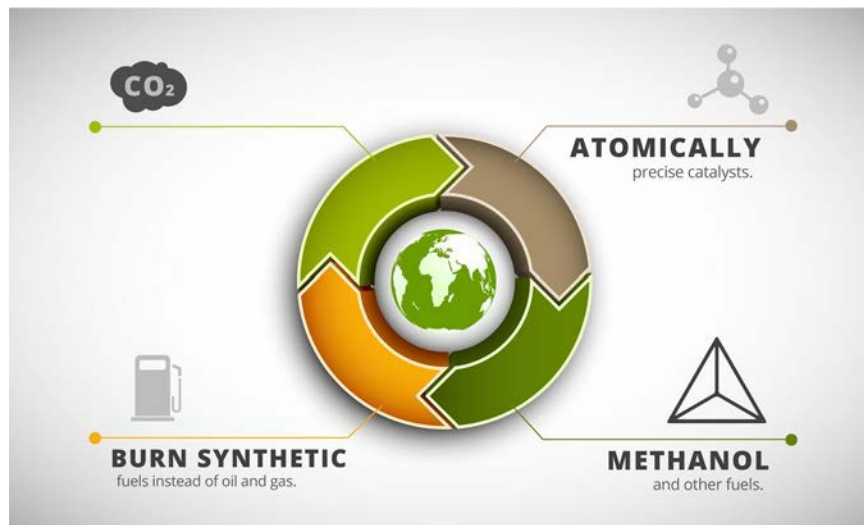 CO₂
ATOMICALLY
precise catalysts.
BURN SYNTHETIC
fuels instead of oil and gas.
METHANOL
and other fuels.